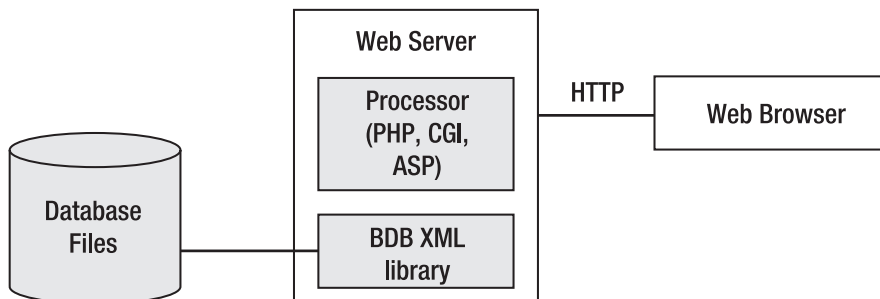 Web Server
Processor
(PHP, CGI,
ASP)
HTTP
Web Browser
Database
Files
BDB XML
library